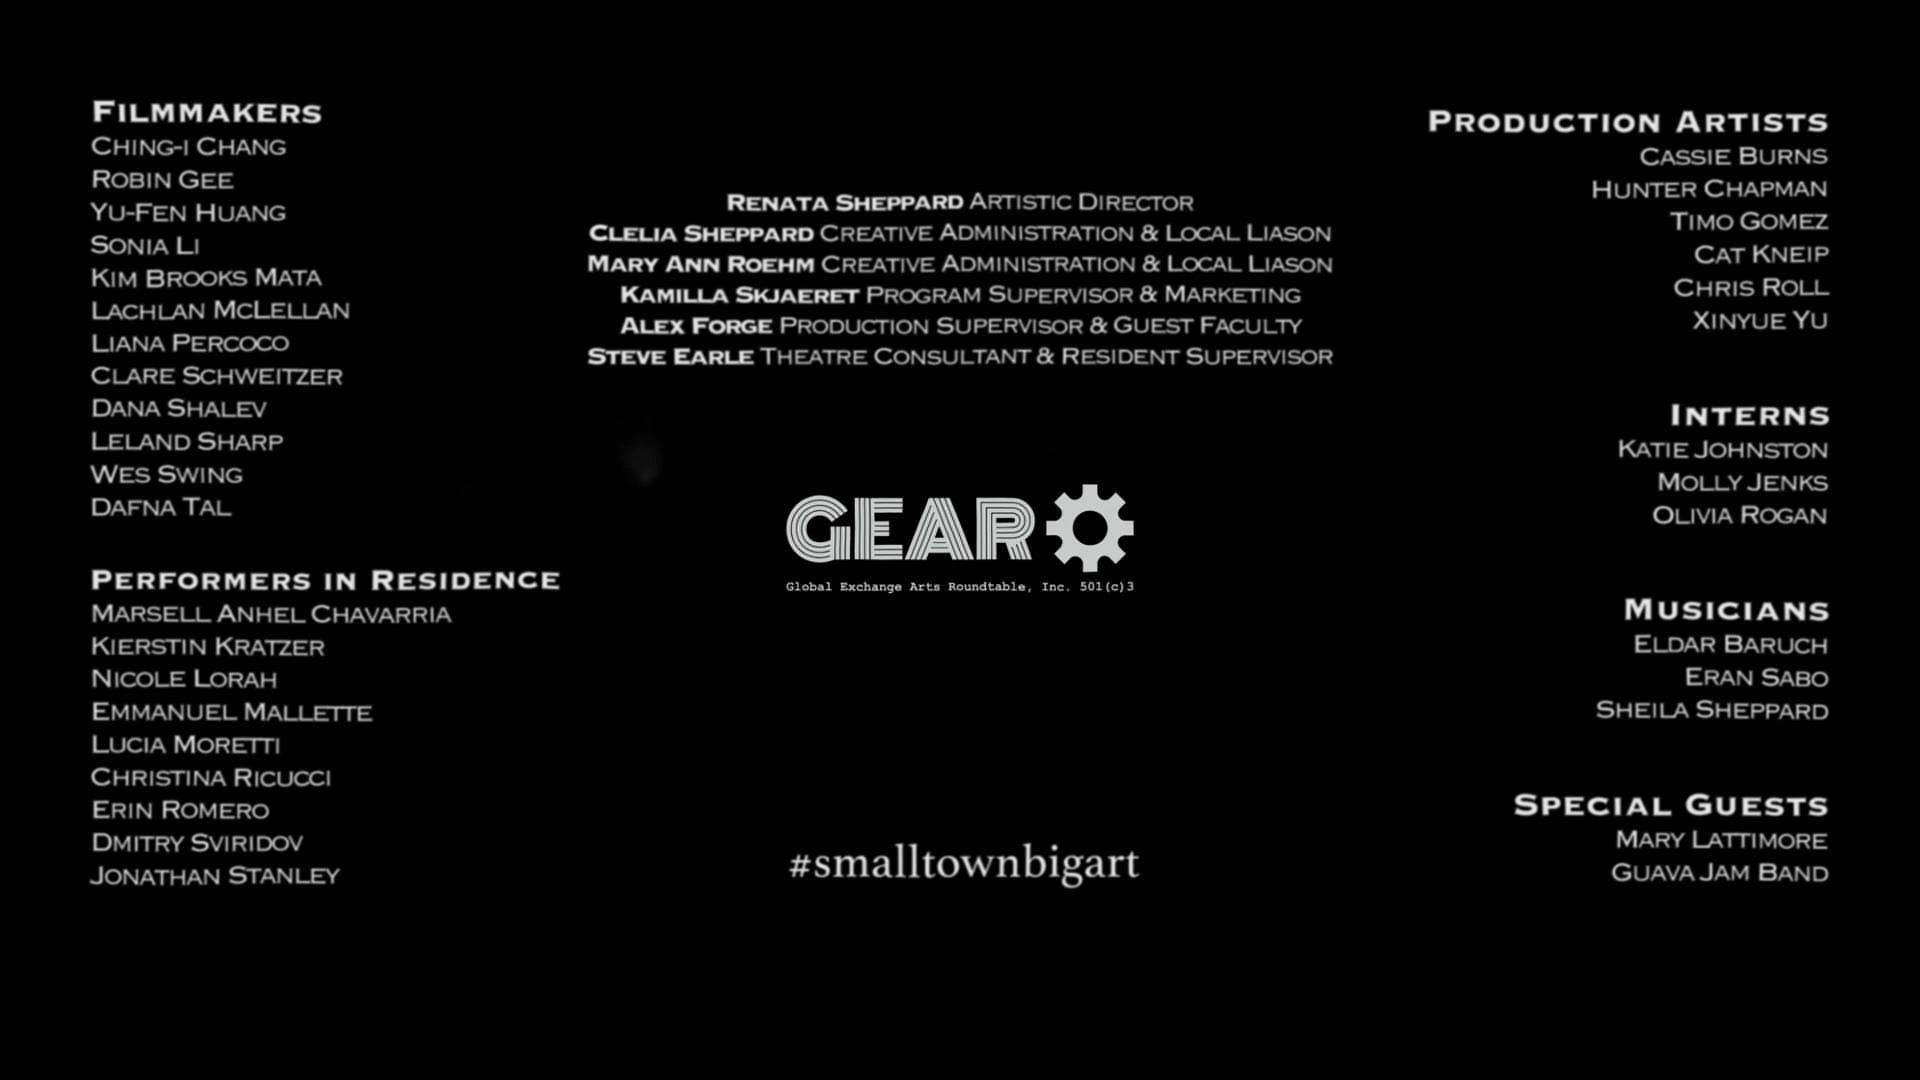 Filmmakers
Ching-i Chang
Robin Gee
Yu-Fen Huang
Sonia Li
Kim Brooks Mata
Lachlan McLellan
Liana Percoco
Clare Schweitzer
Dana Shalev
Leland Sharp
Wes Swing
Dafna Tal
Performers in Residence
Marsell Anhel Chavarria
Kierstin Kratzer
Nicole Lorah
Emmanuel Mallette
Lucia Moretti
Christina Ricucci
Erin Romero
Dmitry Sviridov
Jonathan Stanley
Renata Sheppard Artistic Director
Clelia Sheppard Creative Administration & Local Liason
Mary Ann Roehm Creative Administration & Local Liason
Kamilla Skjaeret Program Supervisor & Marketing
Alex Forge Production Supervisor & Guest Faculty
Steve Earle Theatre Consultant & Resident Supervisor
GEAR
Global Exchange Arts Roundtable, Inc. 501(c)3
#smalltownbigart
Production Artists
Cassie Burns
Hunter Chapman
Timo Gomez
Cat Kneip
Chris Roll
Xinyue Yu
Interns
Katie Johnston
Molly Jenks
Olivia Rogan
Musicians
Eldar Baruch
Eran Sabo
Sheila Sheppard
Special Guests
Mary Lattimore
Guava Jam Band